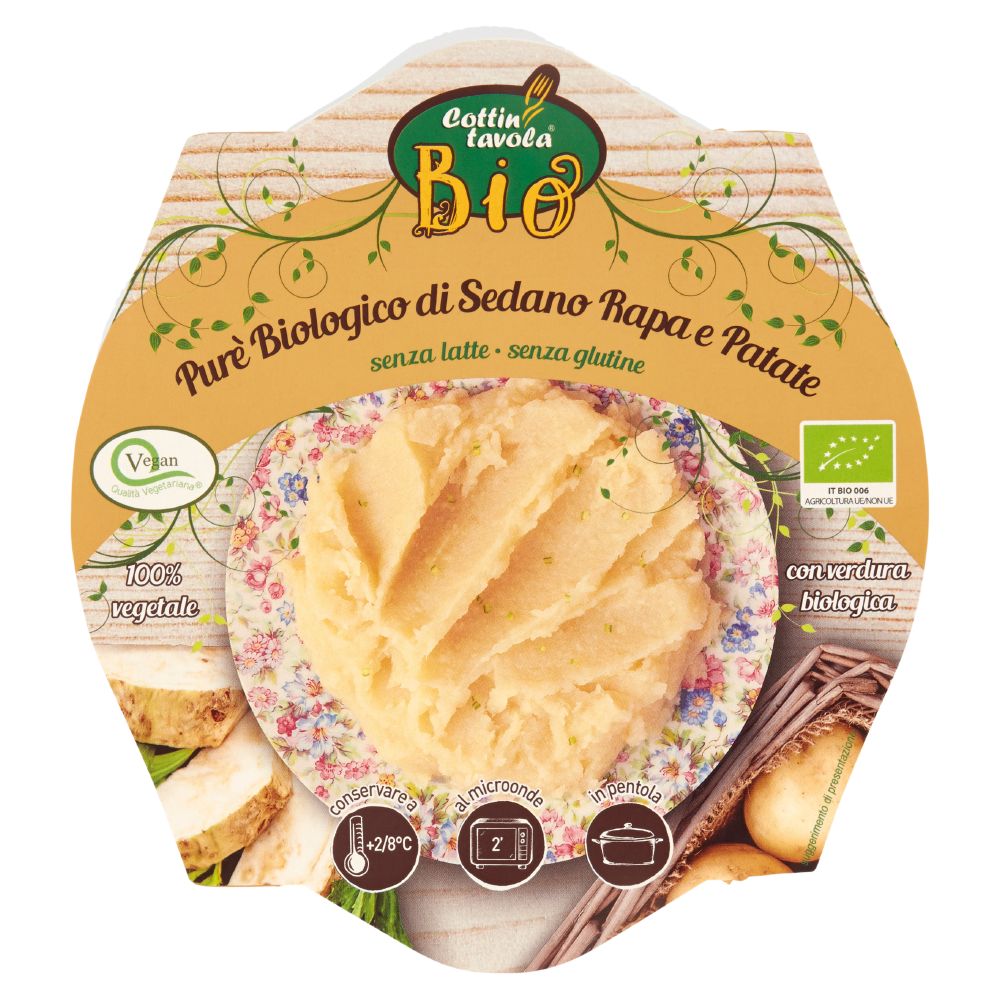 Cottin
tavola®
Bio
Purè Biologico di Sedano Rapa e Patate
senza latte • senza glutine
Vegan
Qualità Vegetariana®
IT BIO 006
AGRICOLTURA UE/NON UE
100%
vegetale
con verdura
biologica
conservare a
+2/8°C
al microonde
2'
in pentola
suggerimento di presentazione